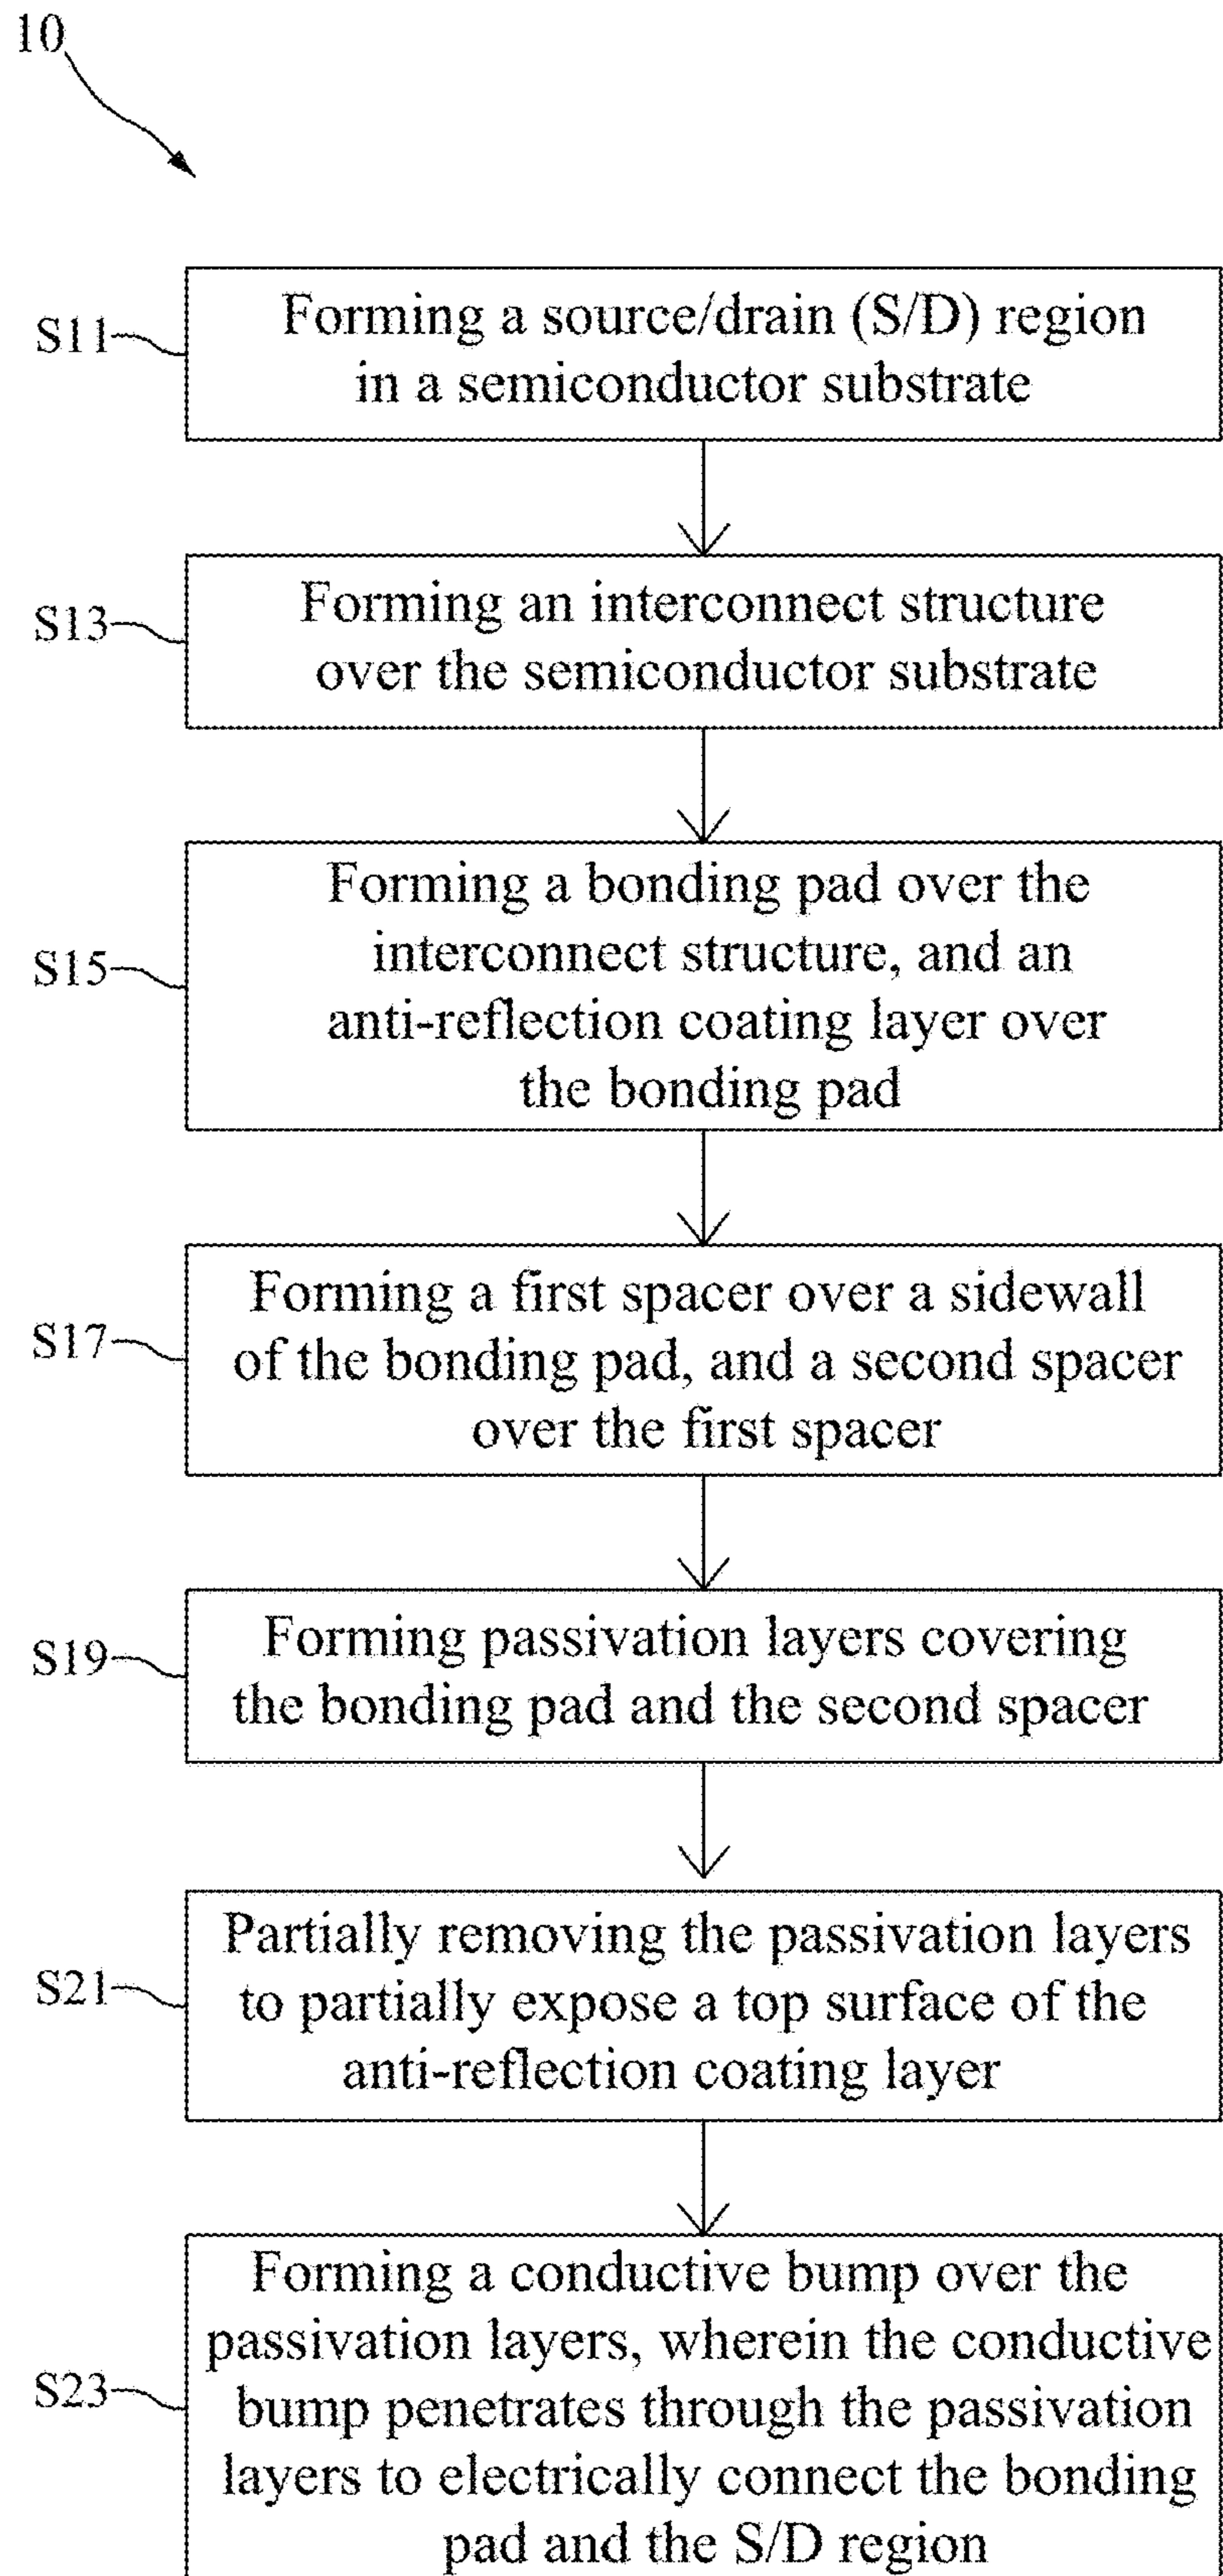 10
S11
Forming a source/drain (S/D) region
in a semiconductor substrate
S13
Forming an interconnect structure
over the semiconductor substrate
S15
Forming a bonding pad over the
interconnect structure, and an
anti-reflection coating layer over
the bonding pad
S17
Forming a first spacer over a sidewall
of the bonding pad, and a second spacer
over the first spacer
S19
Forming passivation layers covering
the bonding pad and the second spacer
S21
Partially removing the passivation layers
to partially expose a top surface of the
anti-reflection coating layer
S23
Forming a conductive bump over the
passivation layers, wherein the conductive
bump penetrates through the passivation
layers to electrically connect the bonding
pad and the S/D region